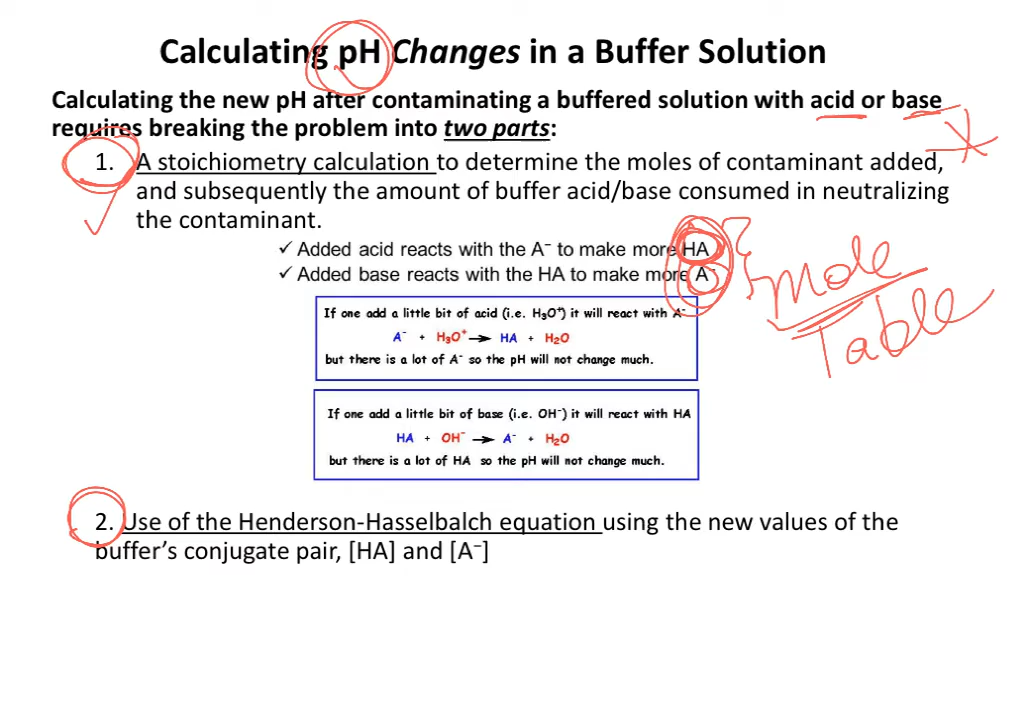 Calculating pH Changes in a Buffer Solution
Calculating the new pH after contaminating a buffered solution with acid or base
requires breaking the problem into two parts:
1. A stoichiometry calculation to determine the moles of contaminant added,
and subsequently the amount of buffer acid/base consumed in neutralizing
the contaminant.
✓ Added acid reacts with the A⁻ to make more HA
✓ Added base reacts with the HA to make more A⁻
Mole
Table
If one add a little bit of acid (i.e. H₃O⁺) it will react with A⁻
A⁻ + H₃O⁺ → HA + H₂O
but there is a lot of A⁻ so the pH will not change much.
If one add a little bit of base (i.e. OH⁻) it will react with HA
HA + OH⁻ → A⁻ + H₂O
but there is a lot of HA so the pH will not change much.
2. Use of the Henderson-Hasselbalch equation using the new values of the
buffer’s conjugate pair, [HA] and [A⁻]